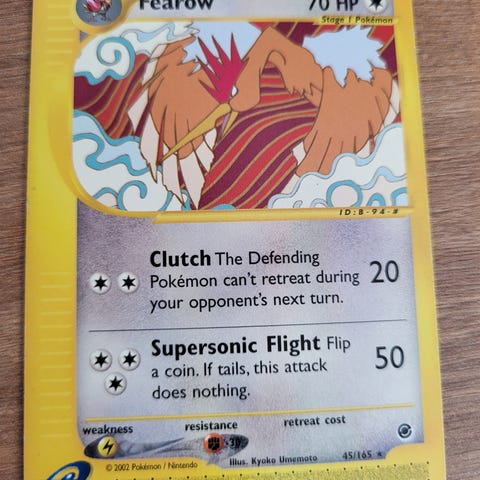 Fearow 70 HP
Stage 1 Pokémon
ID:B-94-#
Clutch The Defending
Pokémon can't retreat during 20
your opponent's next turn.
Supersonic Flight Flip
a coin. If tails, this attack 50
does nothing.
weakness resistance retreat cost
-30
Illus. Kyoko Umemoto 45/165 ★
© 2002 Pokémon / Nintendo